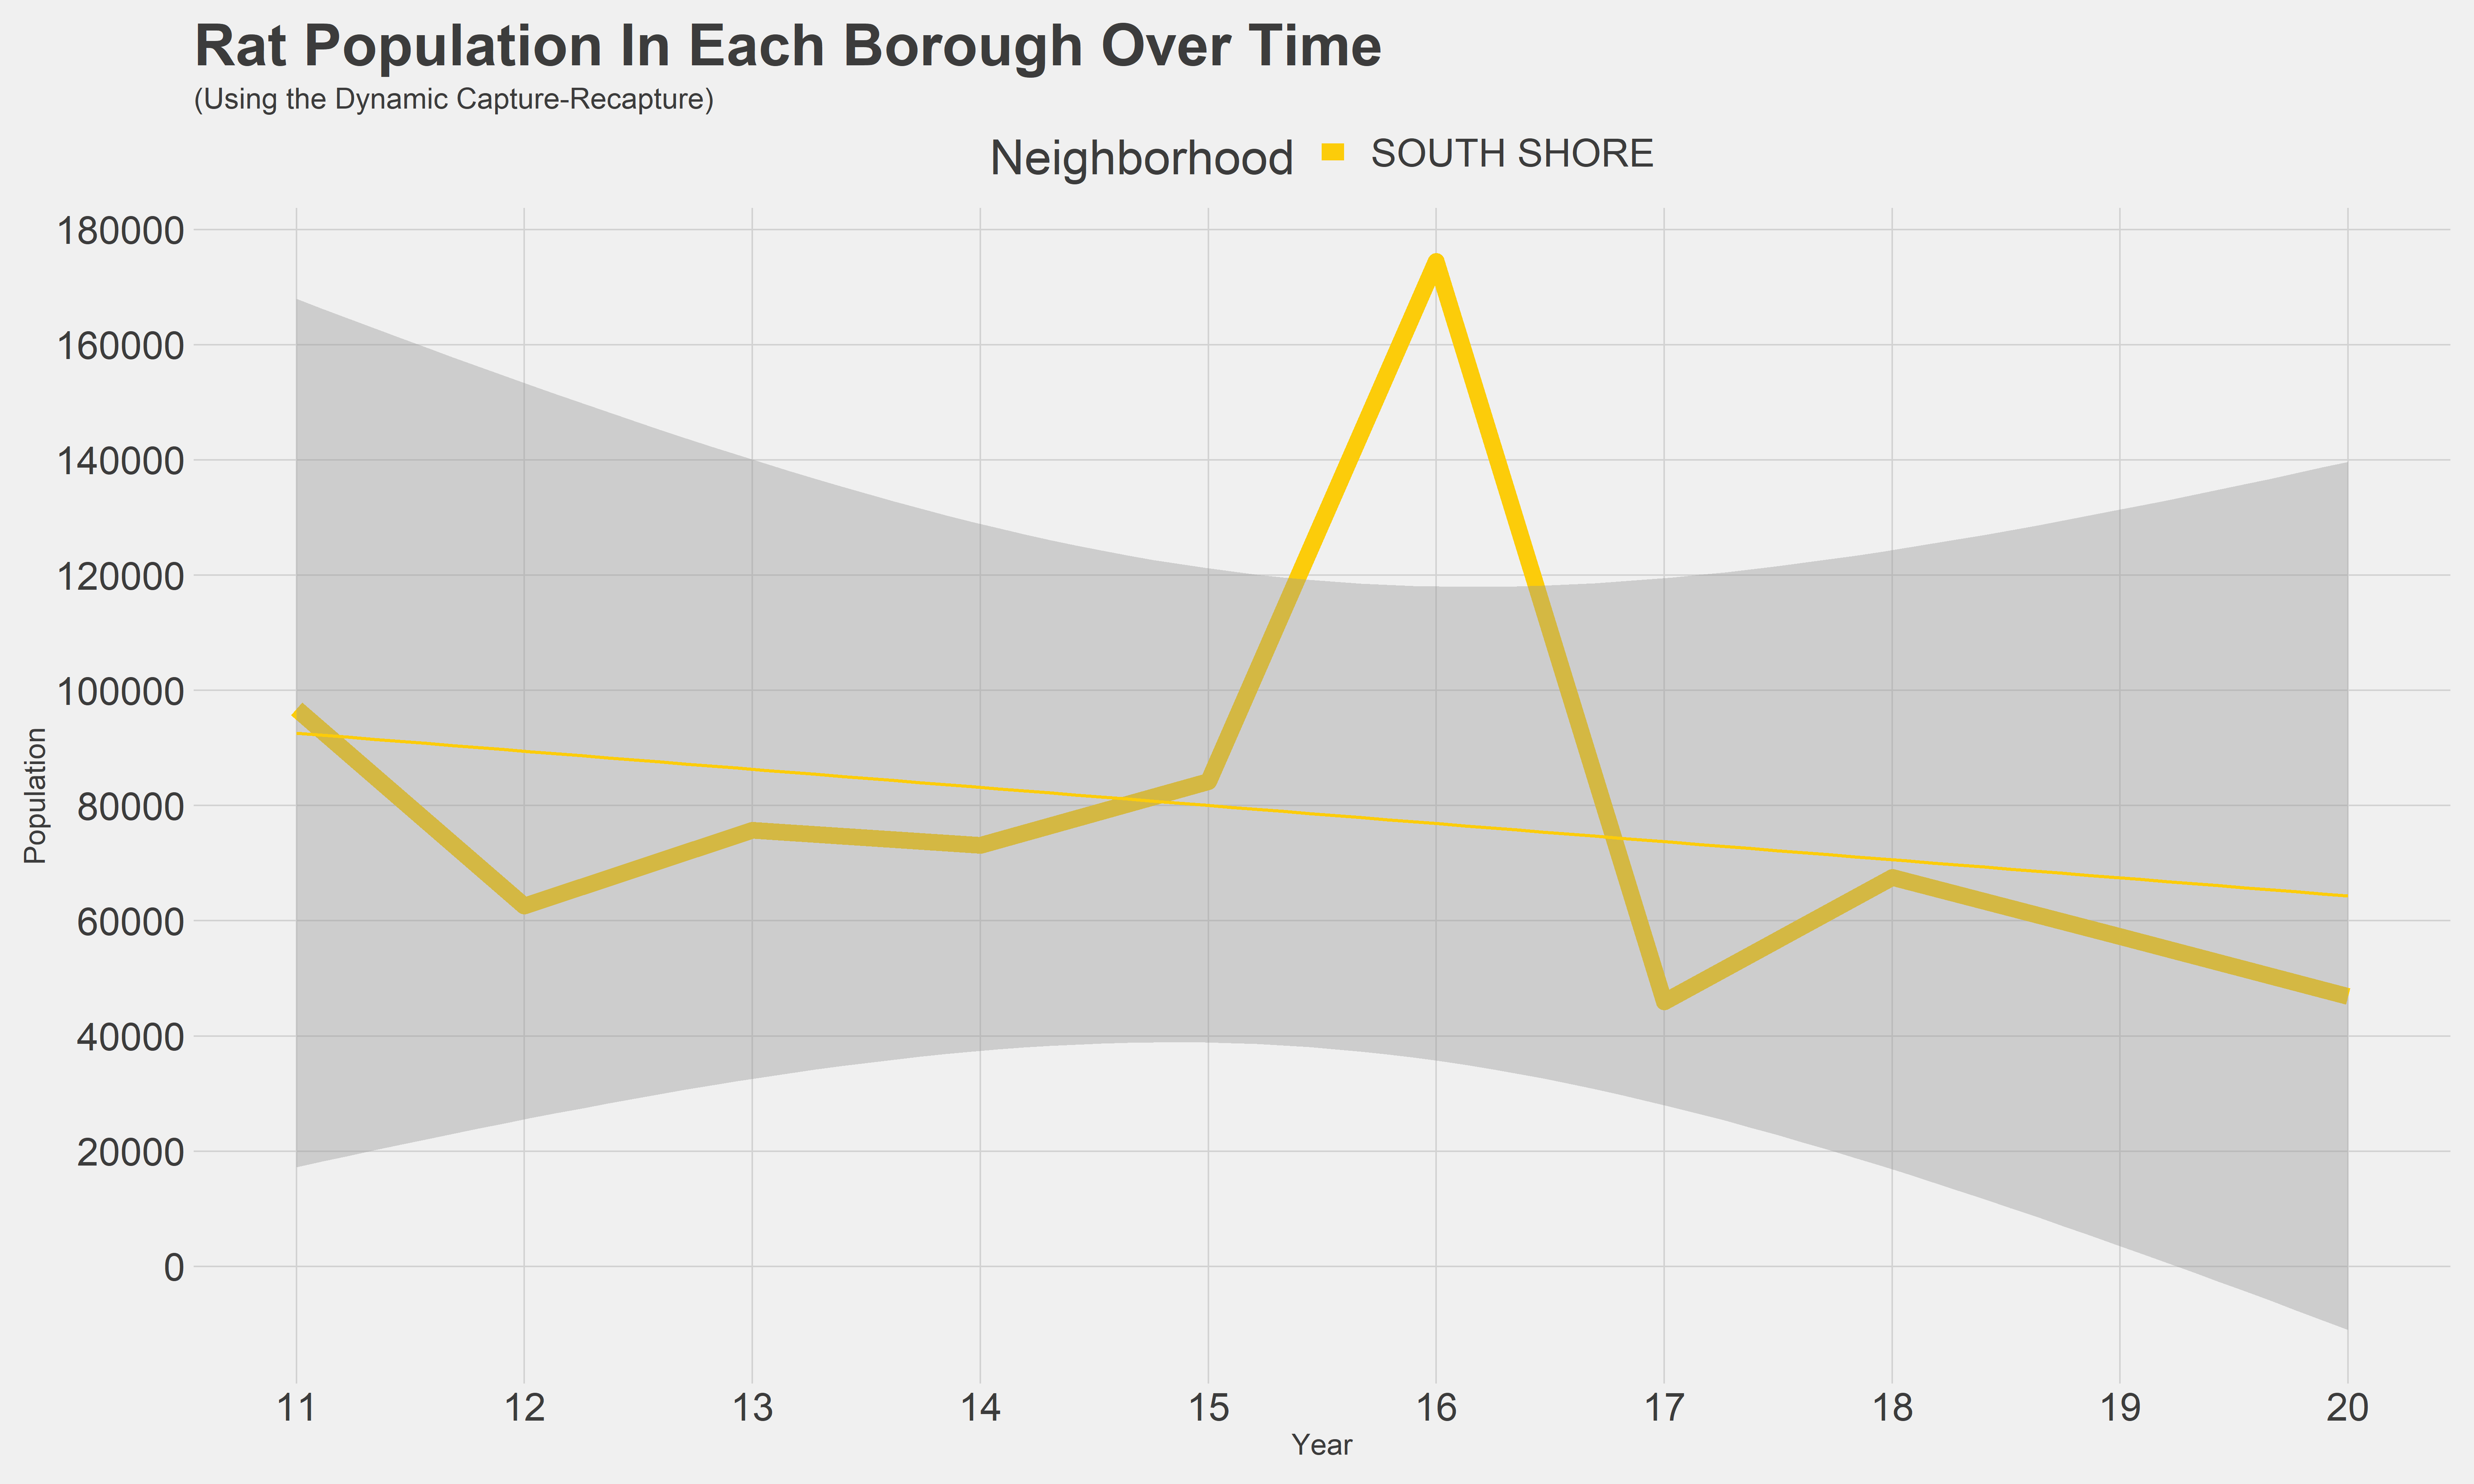 Rat Population In Each Borough Over Time
(Using the Dynamic Capture-Recapture)
Neighborhood SOUTH SHORE
180000
160000
140000
120000
100000
80000
60000
40000
20000
0
Population
11 12 13 14 15 16 17 18 19 20
Year